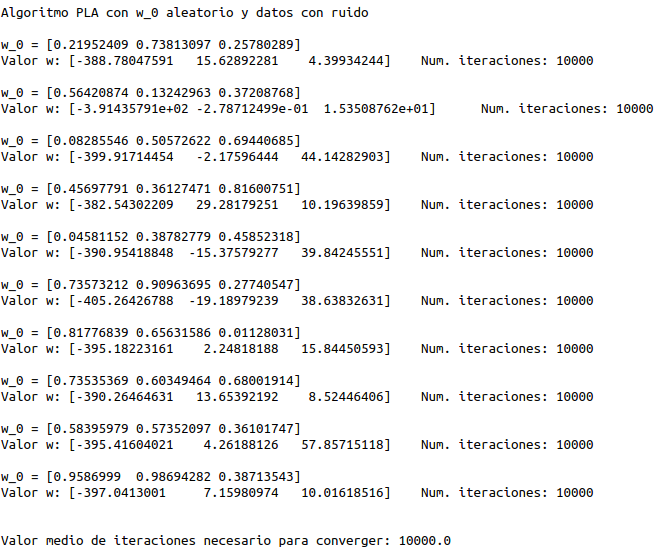 Algoritmo PLA con w_0 aleatorio y datos con ruido
w_0 = [0.21952409 0.73813097 0.25780289]
Valor w: [-388.78047591   15.62892281    4.39934244]    Num. iteraciones: 10000
w_0 = [0.56420874 0.13242963 0.37208768]
Valor w: [-3.91435791e+02 -2.78712499e-01  1.53508762e+01]      Num. iteraciones: 10000
w_0 = [0.08285546 0.50572622 0.69440685]
Valor w: [-399.91714454   -2.17596444   44.14282903]    Num. iteraciones: 10000
w_0 = [0.45697791 0.36127471 0.81600751]
Valor w: [-382.54302209   29.28179251   10.19639859]    Num. iteraciones: 10000
w_0 = [0.04581152 0.38782779 0.45852318]
Valor w: [-390.95418848  -15.37579277   39.84245551]    Num. iteraciones: 10000
w_0 = [0.73573212 0.90963695 0.27740547]
Valor w: [-405.26426788  -19.18979239   38.63832631]    Num. iteraciones: 10000
w_0 = [0.81776839 0.65631586 0.01128031]
Valor w: [-395.18223161    2.24818188   15.84450593]    Num. iteraciones: 10000
w_0 = [0.73535369 0.60349464 0.68001914]
Valor w: [-390.26464631   13.65392192    8.52446406]    Num. iteraciones: 10000
w_0 = [0.58395979 0.57352097 0.36101747]
Valor w: [-395.41604021    4.26188126   57.85715118]    Num. iteraciones: 10000
w_0 = [0.9586999  0.98694282 0.38713543]
Valor w: [-397.0413001     7.15980974   10.01618516]    Num. iteraciones: 10000
Valor medio de iteraciones necesario para converger: 10000.0